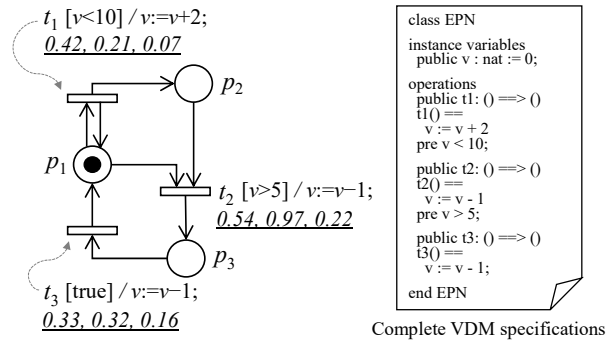 t1 [v<10] / v:=v+2;
0.42, 0.21, 0.07
p2
p1
t2 [v>5] / v:=v−1;
0.54, 0.97, 0.22
p3
t3 [true] / v:=v−1;
0.33, 0.32, 0.16
class EPN
instance variables
public v : nat := 0;
operations
public t1: () ==> ()
t1() ==
v := v + 2
pre v < 10;
public t2: () ==> ()
t2() ==
v := v - 1
pre v > 5;
public t3: () ==> ()
t3() ==
v := v - 1;
end EPN
Complete VDM specifications